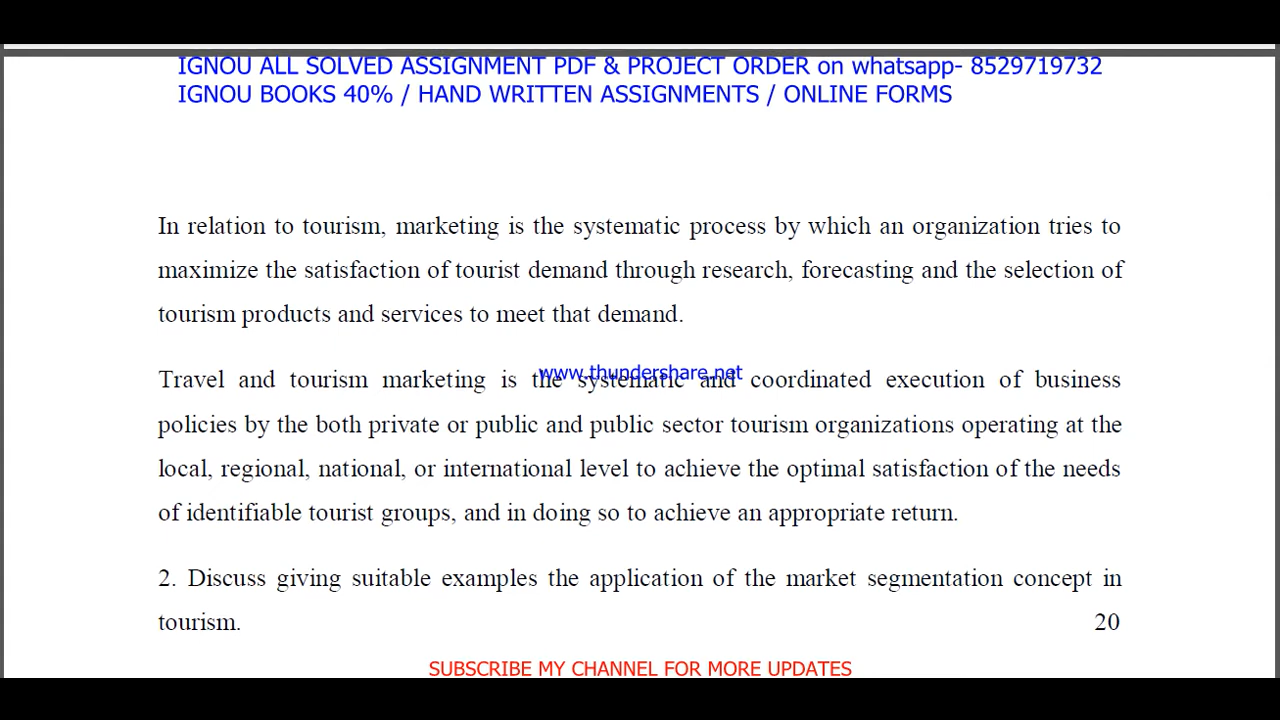 IGNOU ALL SOLVED ASSIGNMENT PDF & PROJECT ORDER on whatsapp- 8529719732
IGNOU BOOKS 40% / HAND WRITTEN ASSIGNMENTS / ONLINE FORMS
In relation to tourism, marketing is the systematic process by which an organization tries to
maximize the satisfaction of tourist demand through research, forecasting and the selection of
tourism products and services to meet that demand.
www.thundershare.net
Travel and tourism marketing is the systematic and coordinated execution of business
policies by the both private or public and public sector tourism organizations operating at the
local, regional, national, or international level to achieve the optimal satisfaction of the needs
of identifiable tourist groups, and in doing so to achieve an appropriate return.
2. Discuss giving suitable examples the application of the market segmentation concept in
tourism. 20
SUBSCRIBE MY CHANNEL FOR MORE UPDATES